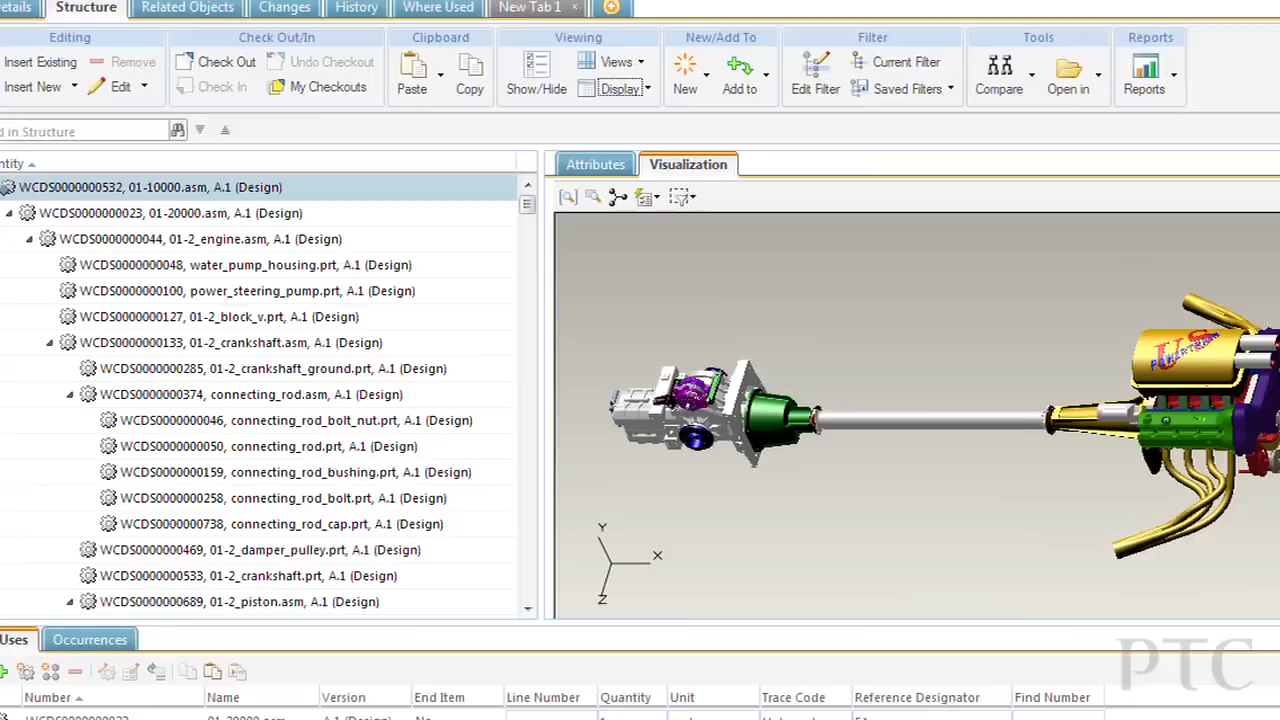 etails Structure Related Objects Changes History Where Used New Tab 1 ×
Editing Check Out/In Clipboard Viewing New/Add To Filter Tools Reports
Insert Existing Remove Check Out Undo Checkout Views Current Filter
Insert New Edit Check In My Checkouts Paste Copy Show/Hide Display New Add to Edit Filter Saved Filters Compare Open in Reports
d in Structure
ntity Attributes Visualization
WCDS0000000532, 01-10000.asm, A.1 (Design)
WCDS0000000023, 01-20000.asm, A.1 (Design)
WCDS0000000044, 01-2_engine.asm, A.1 (Design)
WCDS0000000048, water_pump_housing.prt, A.1 (Design)
WCDS0000000100, power_steering_pump.prt, A.1 (Design)
WCDS0000000127, 01-2_block_v.prt, A.1 (Design)
WCDS0000000133, 01-2_crankshaft.asm, A.1 (Design)
WCDS0000000285, 01-2_crankshaft_ground.prt, A.1 (Design)
WCDS0000000374, connecting_rod.asm, A.1 (Design)
WCDS0000000046, connecting_rod_bolt_nut.prt, A.1 (Design)
WCDS0000000050, connecting_rod.prt, A.1 (Design)
WCDS0000000159, connecting_rod_bushing.prt, A.1 (Design)
WCDS0000000258, connecting_rod_bolt.prt, A.1 (Design)
WCDS0000000738, connecting_rod_cap.prt, A.1 (Design)
WCDS0000000469, 01-2_damper_pulley.prt, A.1 (Design)
WCDS0000000533, 01-2_crankshaft.prt, A.1 (Design)
WCDS0000000689, 01-2_piston.asm, A.1 (Design)
US
POWERTRAIN
Y
X
Z
Uses Occurrences
PTC
Number Name Version End Item Line Number Quantity Unit Trace Code Reference Designator Find Number